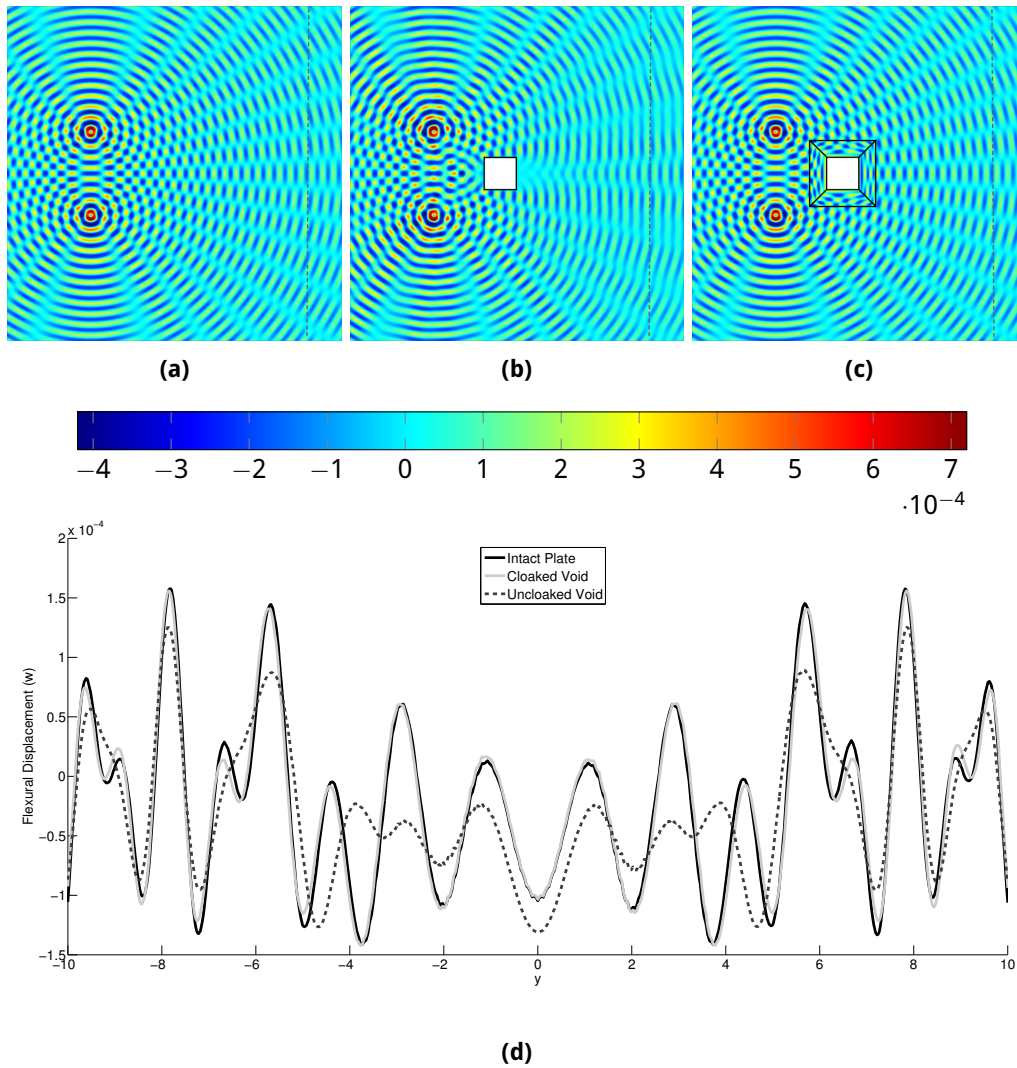 (a) (b) (c)
−4 −3 −2 −1 0 1 2 3 4 5 6 7
·10−4
2 x 10−4
1.5
1
0.5
0
−0.5
−1
−1.5
Flexural Displacement (w)
Intact Plate
Cloaked Void
Uncloaked Void
−10 −8 −6 −4 −2 0 2 4 6 8 10
y
(d)